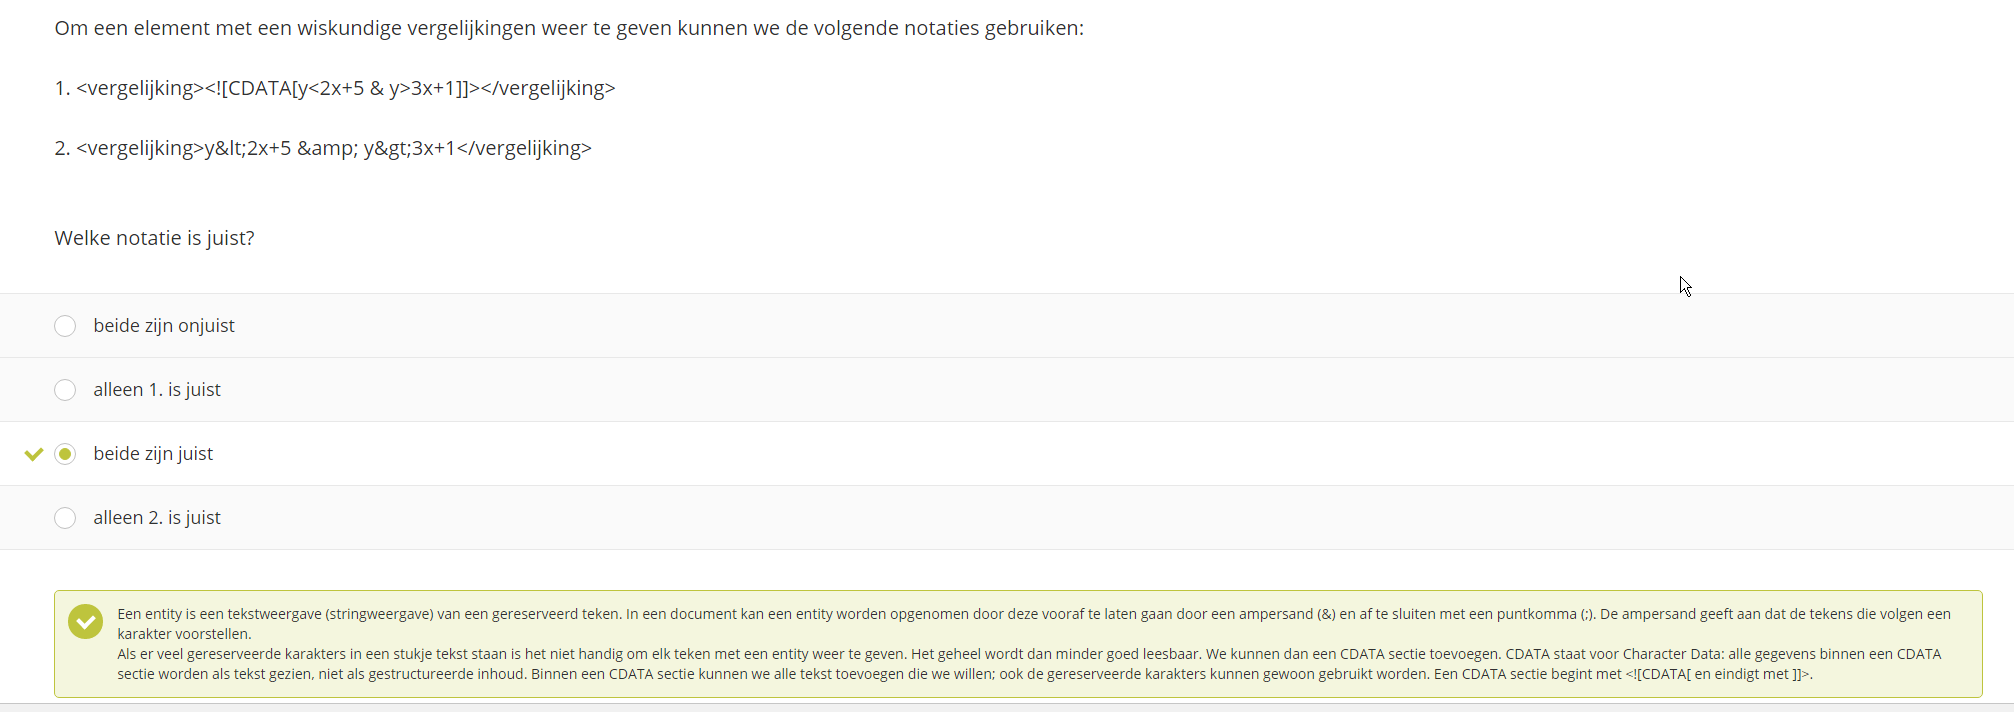 Om een element met een wiskundige vergelijkingen weer te geven kunnen we de volgende notaties gebruiken:
1. <vergelijking><![CDATA[y<2x+5 & y>3x+1]]></vergelijking>
2. <vergelijking>y&lt;2x+5 &amp; y&gt;3x+1</vergelijking>
Welke notatie is juist?
beide zijn onjuist
alleen 1. is juist
beide zijn juist
alleen 2. is juist
Een entity is een tekstweergave (stringweergave) van een gereserveerd teken. In een document kan een entity worden opgenomen door deze vooraf te laten gaan door een ampersand (&) en af te sluiten met een puntkomma (;). De ampersand geeft aan dat de tekens die volgen een
karakter voorstellen.
Als er veel gereserveerde karakters in een stukje tekst staan is het niet handig om elk teken met een entity weer te geven. Het geheel wordt dan minder goed leesbaar. We kunnen dan een CDATA sectie toevoegen. CDATA staat voor Character Data: alle gegevens binnen een CDATA
sectie worden als tekst gezien, niet als gestructureerde inhoud. Binnen een CDATA sectie kunnen we alle tekst toevoegen die we willen; ook de gereserveerde karakters kunnen gewoon gebruikt worden. Een CDATA sectie begint met <![CDATA[ en eindigt met ]]>.